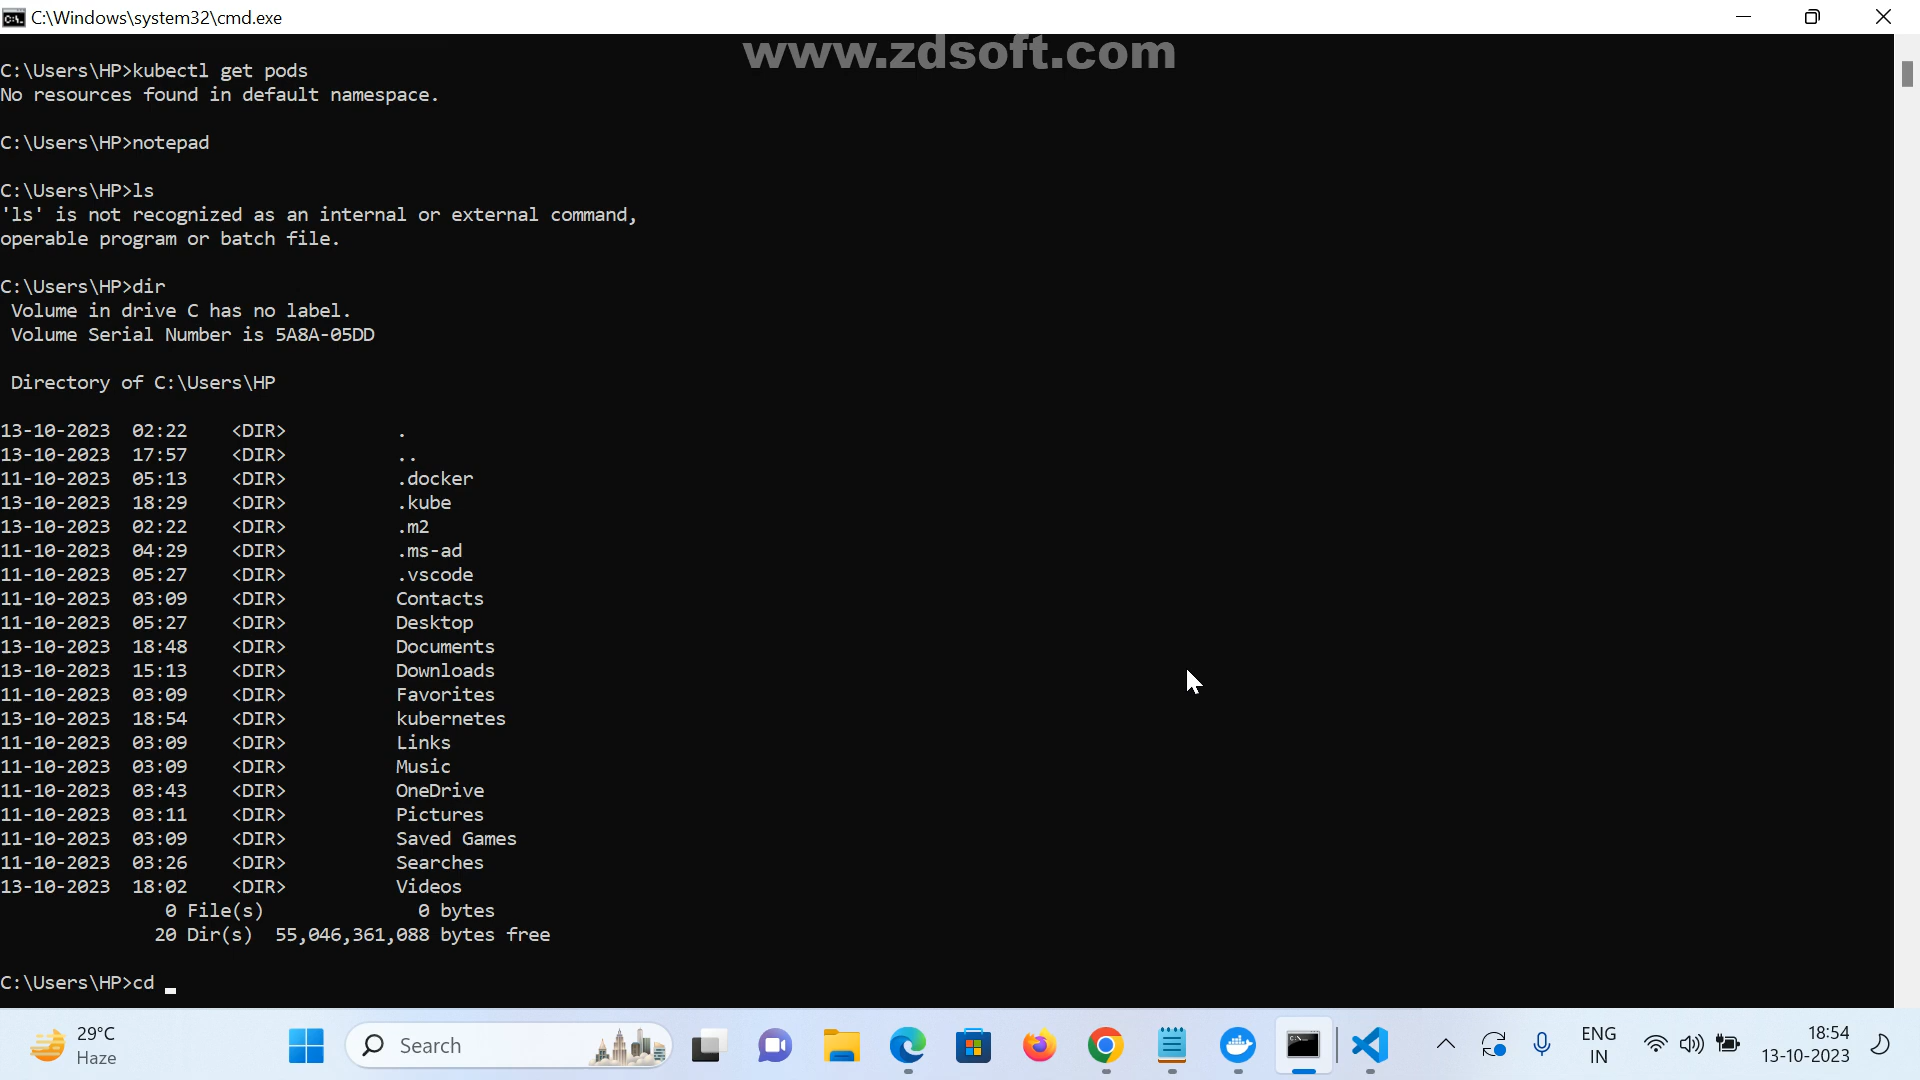 C:\Windows\system32\cmd.exe
www.zdsoft.com
C:\Users\HP>kubectl get pods
No resources found in default namespace.
C:\Users\HP>notepad
C:\Users\HP>ls
'ls' is not recognized as an internal or external command,
operable program or batch file.
C:\Users\HP>dir
Volume in drive C has no label.
Volume Serial Number is 5A8A-05DD
Directory of C:\Users\HP
13-10-2023 02:22 <DIR> .
13-10-2023 17:57 <DIR> ..
11-10-2023 05:13 <DIR> .docker
13-10-2023 18:29 <DIR> .kube
13-10-2023 02:22 <DIR> .m2
11-10-2023 04:29 <DIR> .ms-ad
11-10-2023 05:27 <DIR> .vscode
11-10-2023 03:09 <DIR> Contacts
11-10-2023 05:27 <DIR> Desktop
13-10-2023 18:48 <DIR> Documents
13-10-2023 15:13 <DIR> Downloads
11-10-2023 03:09 <DIR> Favorites
13-10-2023 18:54 <DIR> kubernetes
11-10-2023 03:09 <DIR> Links
11-10-2023 03:09 <DIR> Music
11-10-2023 03:43 <DIR> OneDrive
11-10-2023 03:11 <DIR> Pictures
11-10-2023 03:09 <DIR> Saved Games
11-10-2023 03:26 <DIR> Searches
13-10-2023 18:02 <DIR> Videos
0 File(s) 0 bytes
20 Dir(s) 55,046,361,088 bytes free
C:\Users\HP>cd _
29°C
Haze
Search
ENG
IN
18:54
13-10-2023